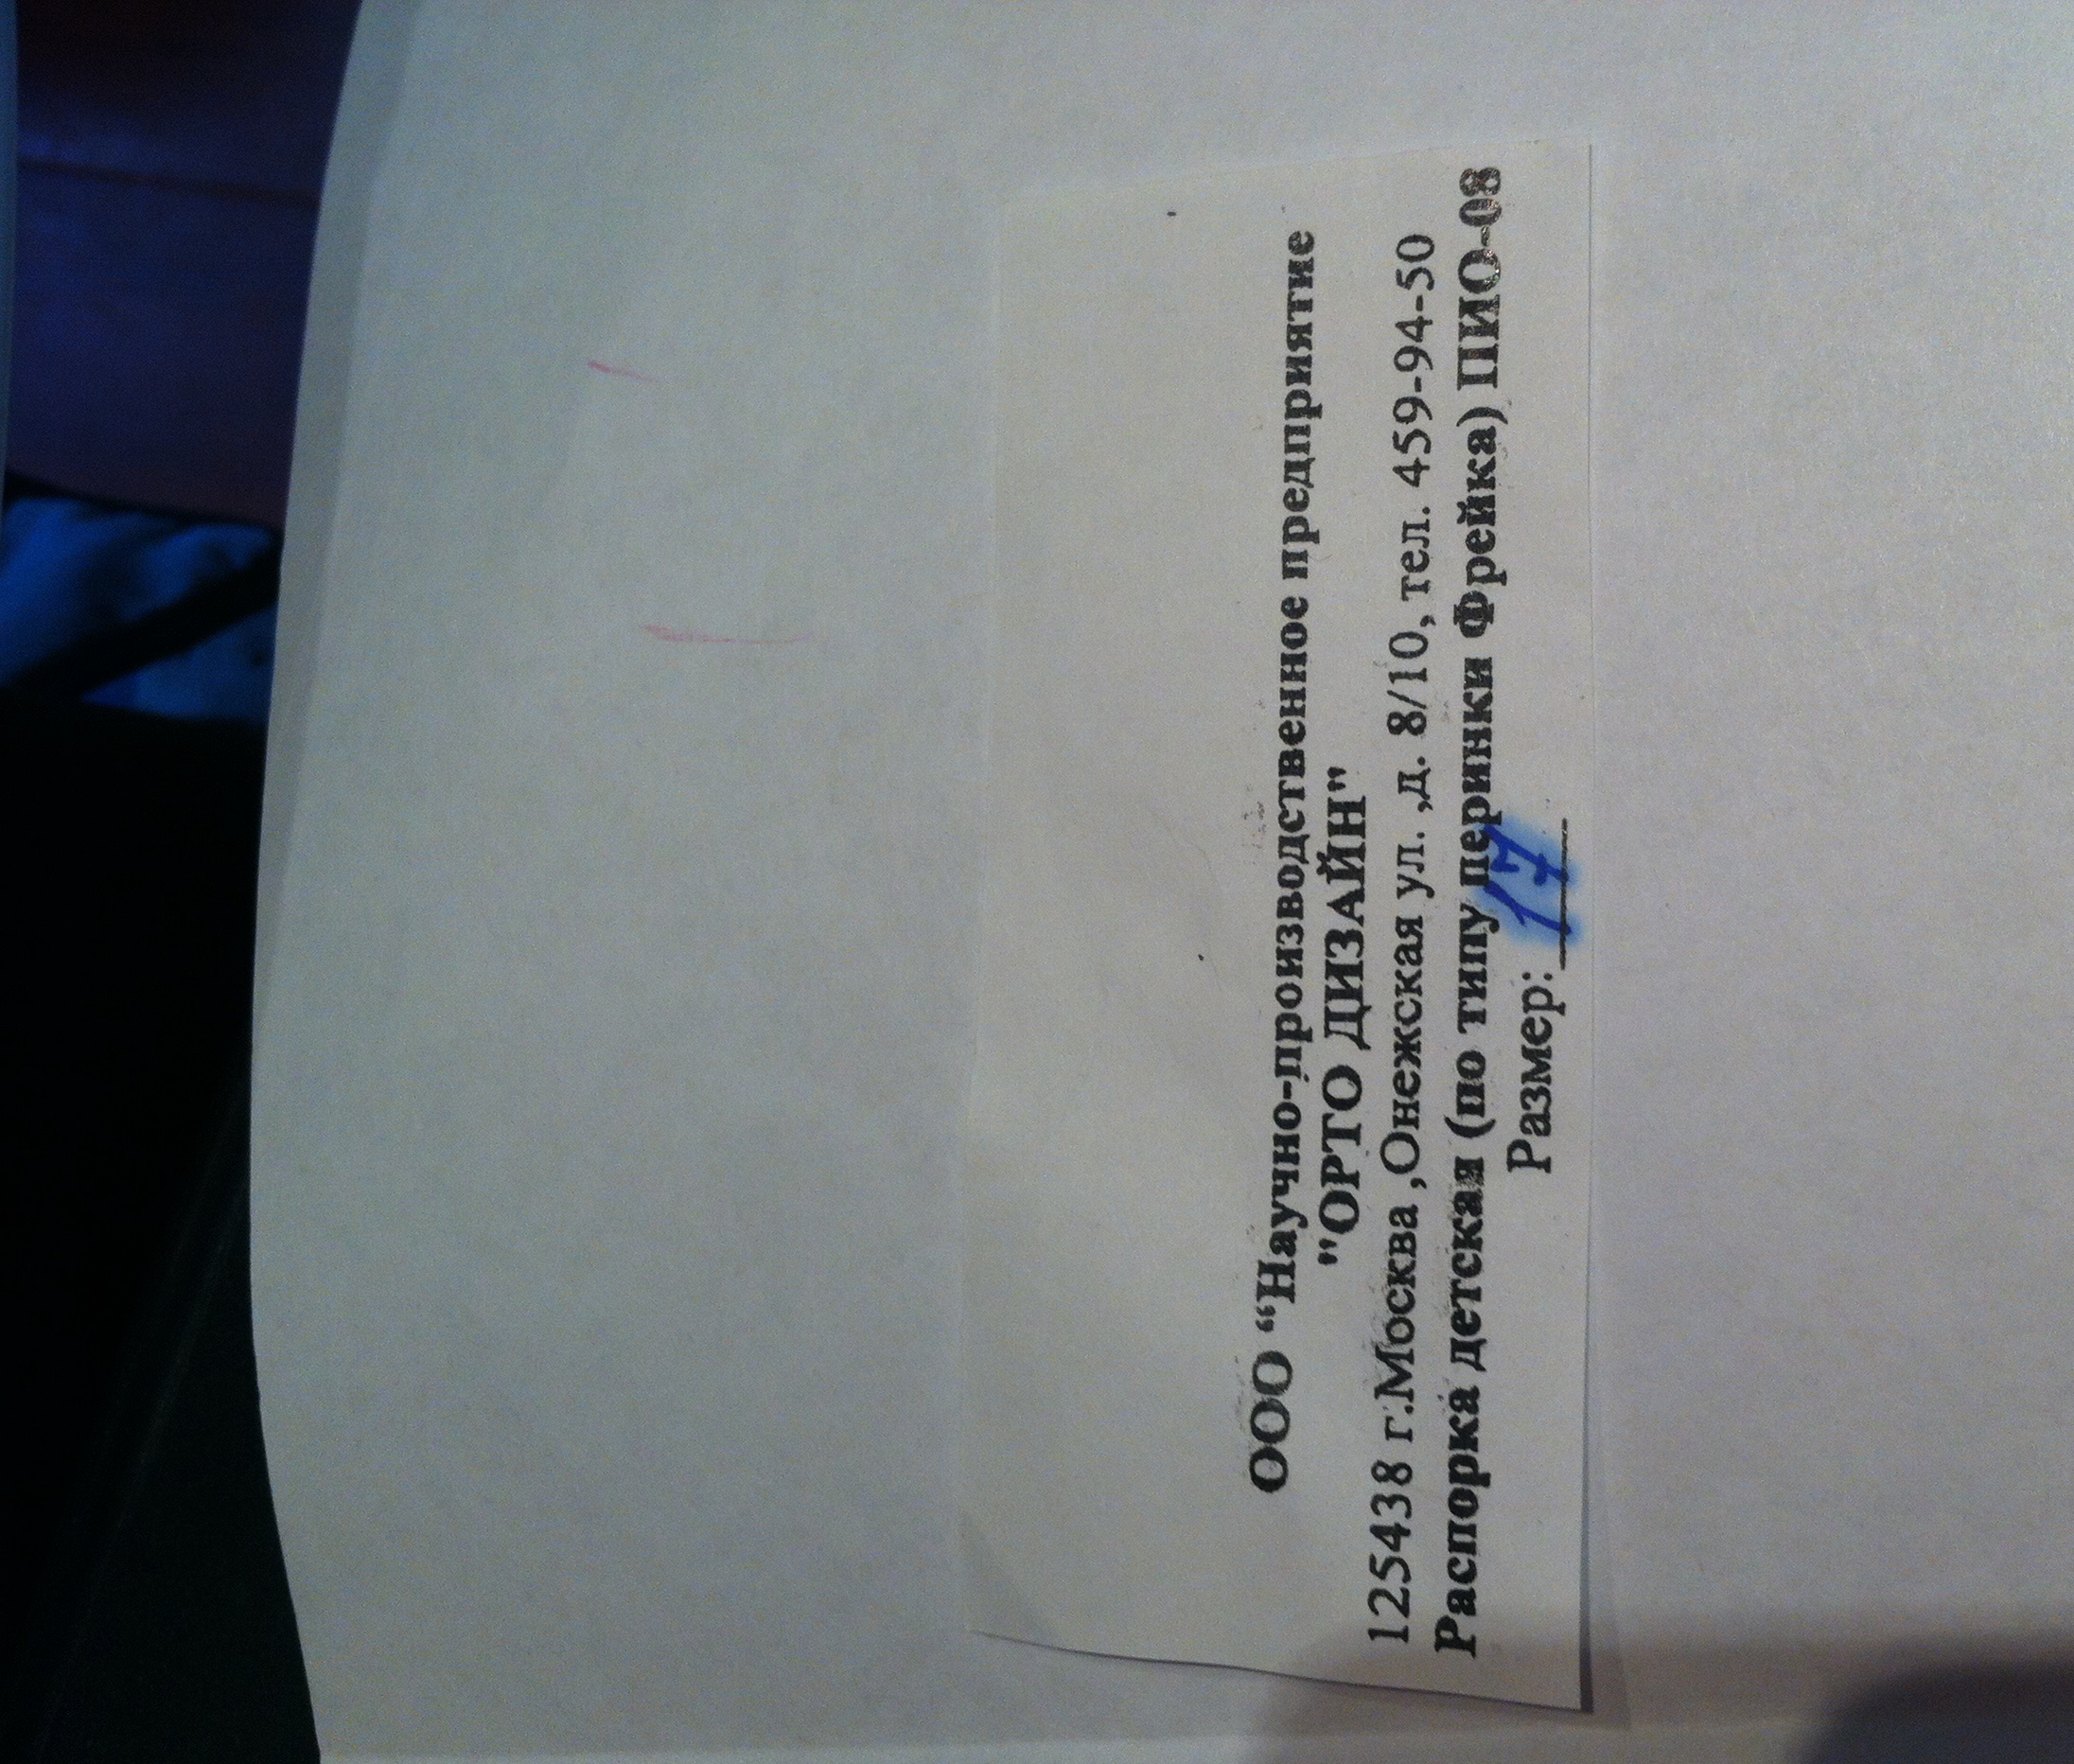 ООО “Научно-производственное предприятие
"ОРТО ДИЗАЙН"
125438 г.Москва ,Онежская ул. ,д. 8/10, тел. 459-94-50
Распорка детская (по типу перинки Фрейка) ПИО-08
Размер: 17